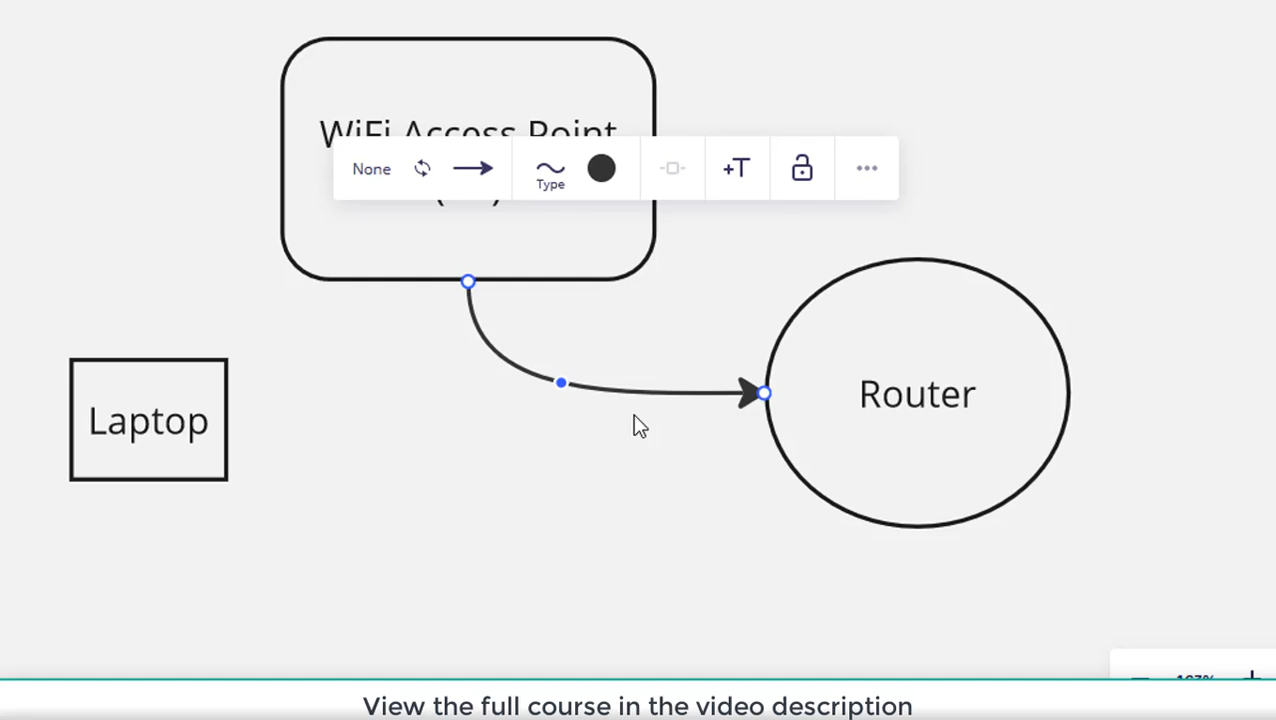 WiFi Access Point
None
Type
+T
Laptop
Router
View the full course in the video description